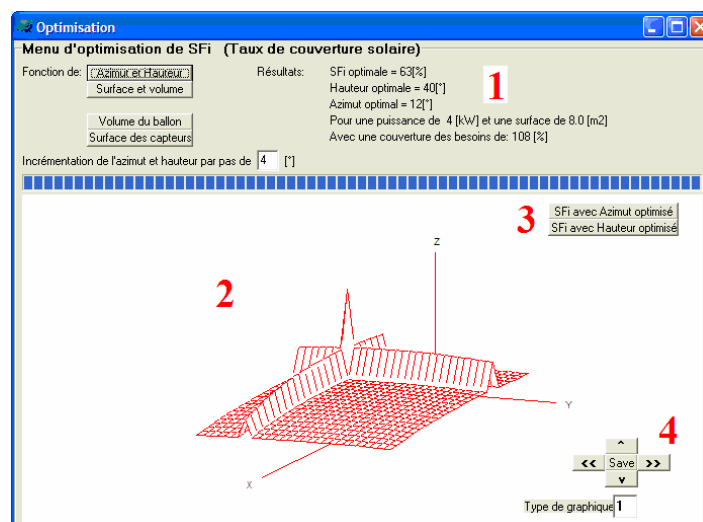 Optimisation
Menu d'optimisation de SFi (Taux de couverture solaire)
Fonction de: Azimut et Hauteur
Surface et volume
Volume du ballon
Surface des capteurs
Résultats: SFi optimale = 63[%]
Hauteur optimale = 40[°]
Azimut optimal = 12[°]
Pour une puissance de 4 [kW] et une surface de 8.0 [m2]
Avec une couverture des besoins de: 108 [%]
1
Incrémentation de l'azimut et hauteur par pas de 4 [°]
3
SFi avec Azimut optimisé
SFi avec Hauteur optimisé
2
Z
Y
X
4
^
<< Save >>
v
Type de graphique 1